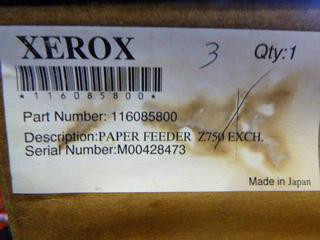 XEROX
3
Qty:1
*116085800*
Part Number: 116085800
Description:PAPER FEEDER Z750 EXCH.
Serial Number:M00428473
Made in Japan